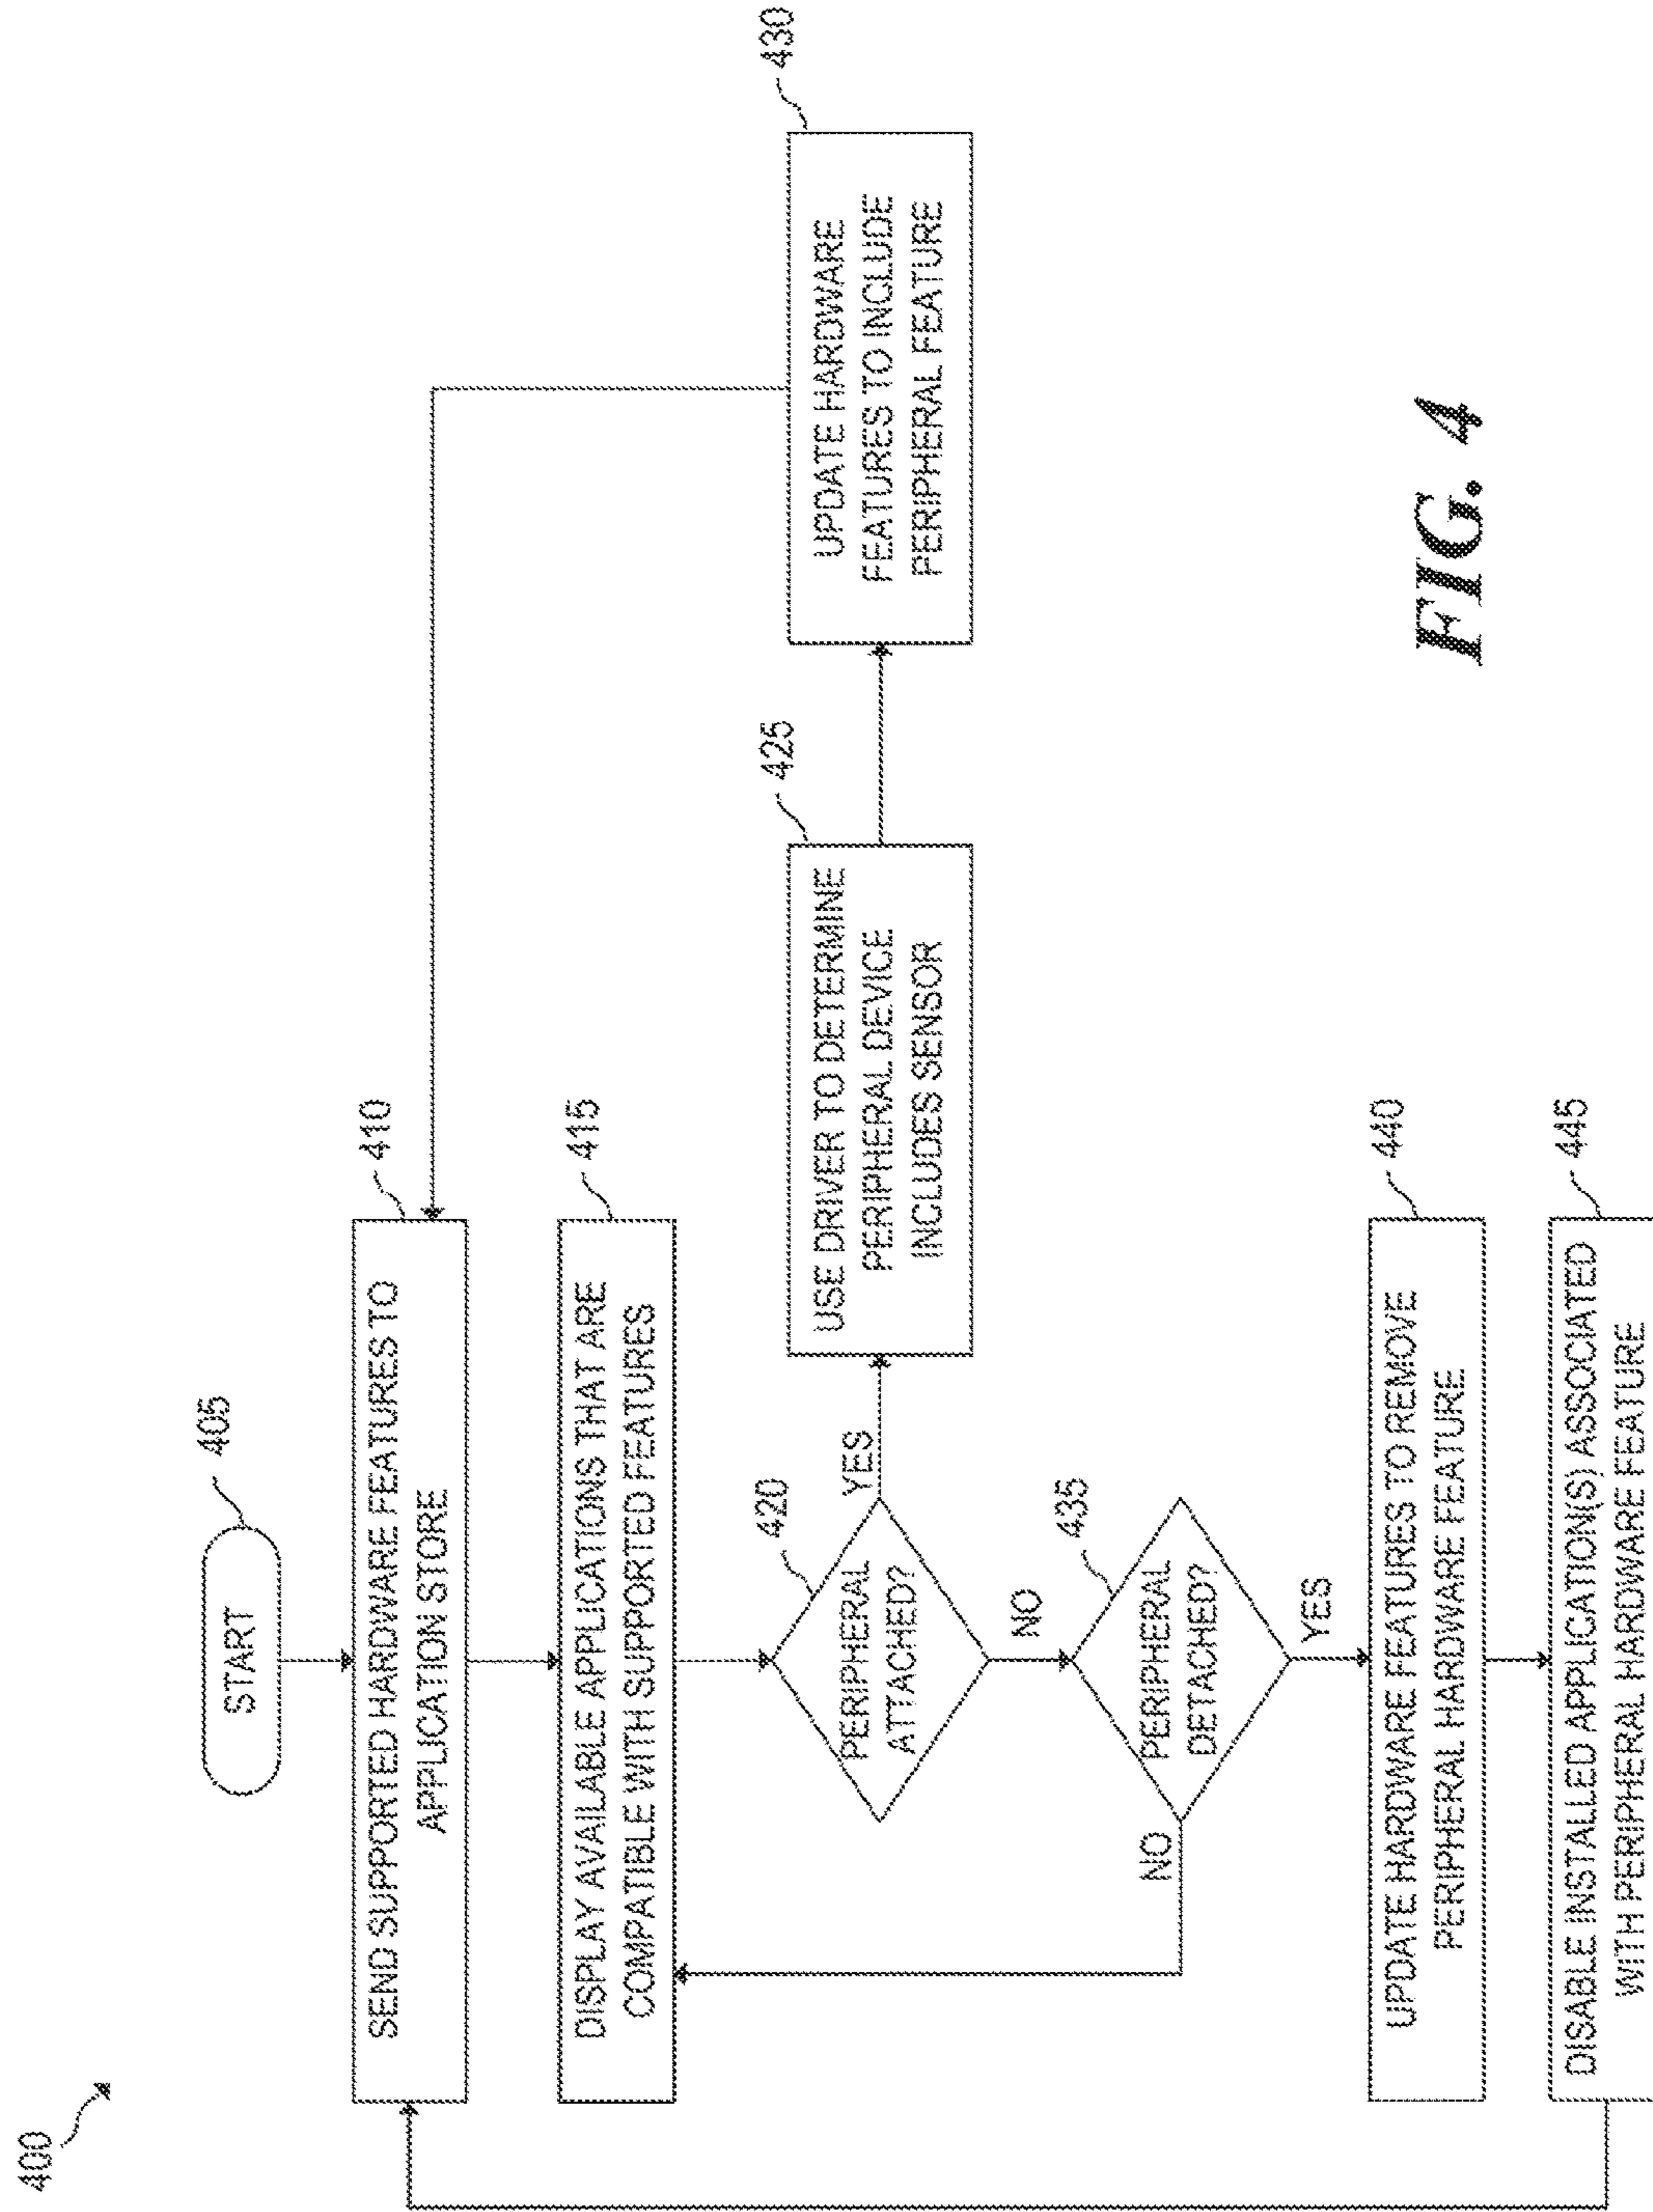 400
START
405
SEND SUPPORTED HARDWARE FEATURES TO
APPLICATION STORE
410
DISPLAY AVAILABLE APPLICATIONS THAT ARE
COMPATIBLE WITH SUPPORTED FEATURES
415
PERIPHERAL
ATTACHED?
420
YES
USE DRIVER TO DETERMINE
PERIPHERAL DEVICE
INCLUDES SENSOR
425
UPDATE HARDWARE
FEATURES TO INCLUDE
PERIPHERAL FEATURE
430
NO
PERIPHERAL
DETACHED?
435
NO
YES
UPDATE HARDWARE FEATURES TO REMOVE
PERIPHERAL HARDWARE FEATURE
440
DISABLE INSTALLED APPLICATION(S) ASSOCIATED
WITH PERIPHERAL HARDWARE FEATURE
445
FIG. 4